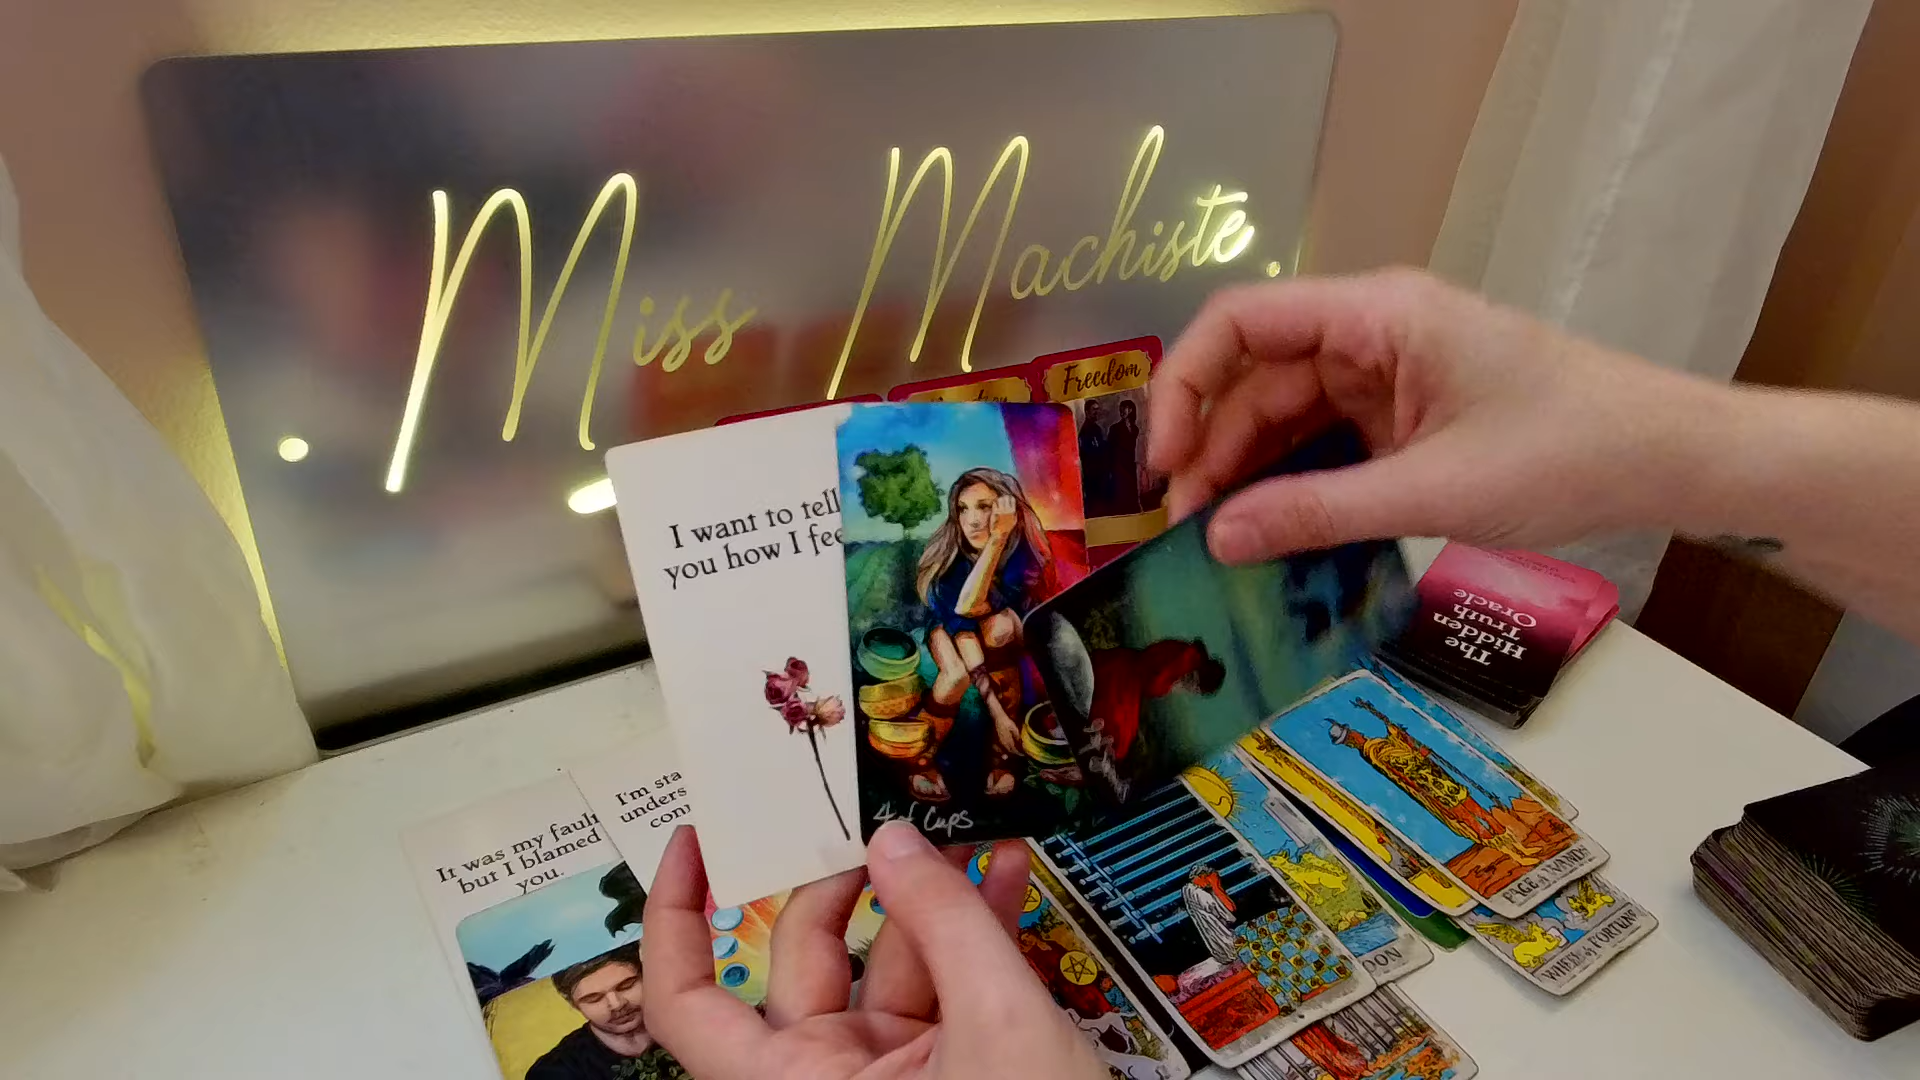 Miss Machiste.
Freedom
I want to tell
you how I fee
4 of Cups
The
Hidden
Truth
Oracle
I'm sta
unders
con
It was my fault
but I blamed
you.
PAGE of WANDS
WHEEL of FORTUNE
OON